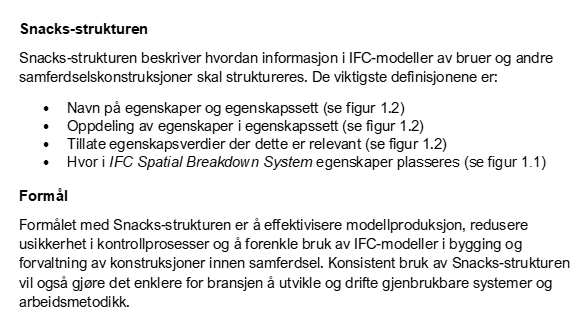 Snacks-strukturen
Snacks-strukturen beskriver hvordan informasjon i IFC-modeller av bruer og andre
samferdselskonstruksjoner skal struktureres. De viktigste definisjonene er:
• Navn på egenskaper og egenskapssett (se figur 1.2)
• Oppdeling av egenskaper i egenskapssett (se figur 1.2)
• Tillate egenskapsverdier der dette er relevant (se figur 1.2)
• Hvor i IFC Spatial Breakdown System egenskaper plasseres (se figur 1.1)
Formål
Formålet med Snacks-strukturen er å effektivisere modellproduksjon, redusere
usikkerhet i kontrollprosesser og å forenkle bruk av IFC-modeller i bygging og
forvaltning av konstruksjoner innen samferdsel. Konsistent bruk av Snacks-strukturen
vil også gjøre det enklere for bransjen å utvikle og drifte gjenbrukbare systemer og
arbeidsmetodikk.